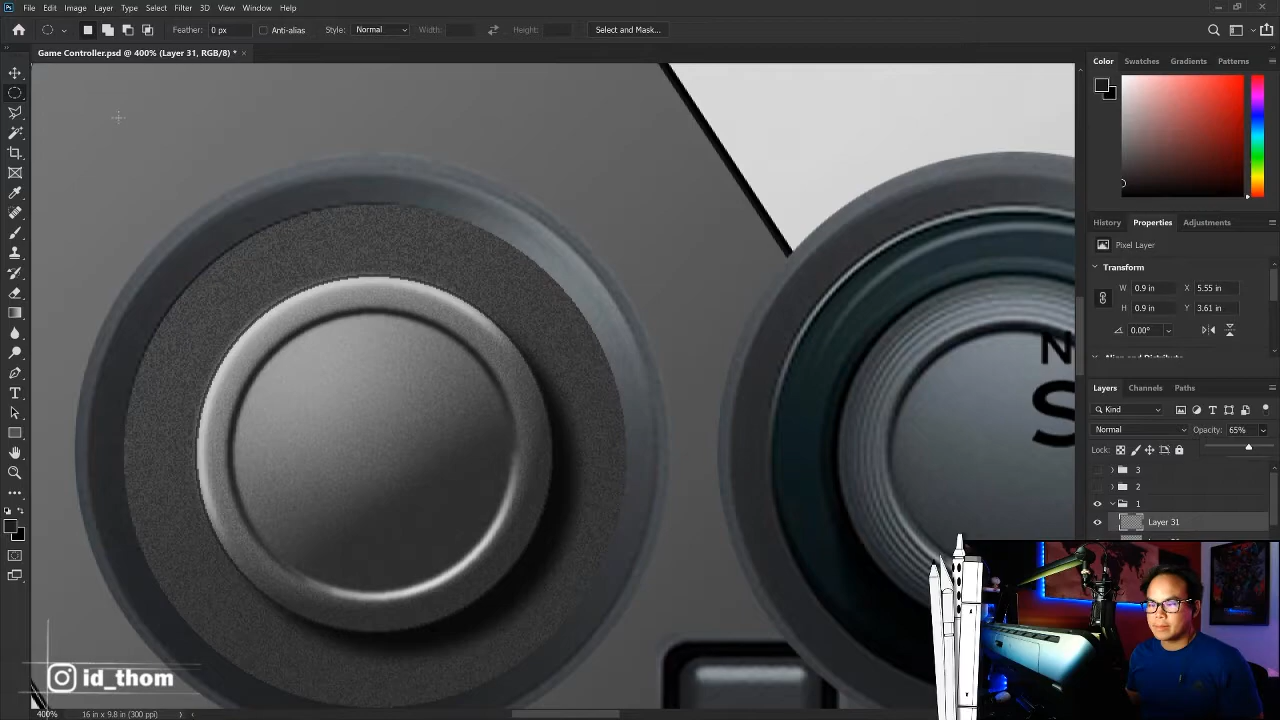 File Edit Image Layer Type Select Filter 3D View Window Help
Feather: 0 px Anti-alias Style: Normal Width: Height: Select and Mask...
Game Controller.psd @ 400% (Layer 31, RGB/8) *
Color Swatches Gradients Patterns
History Properties Adjustments
Pixel Layer
Transform
W 0.9 in X 5.55 in
H 0.9 in Y 3.61 in
0.00°
Align and Distribute
Layers Channels Paths
Kind
Normal Opacity: 65%
Lock:
3
2
1
Layer 31
N
S
id_thom
400% 16 in x 9.8 in (300 ppi)